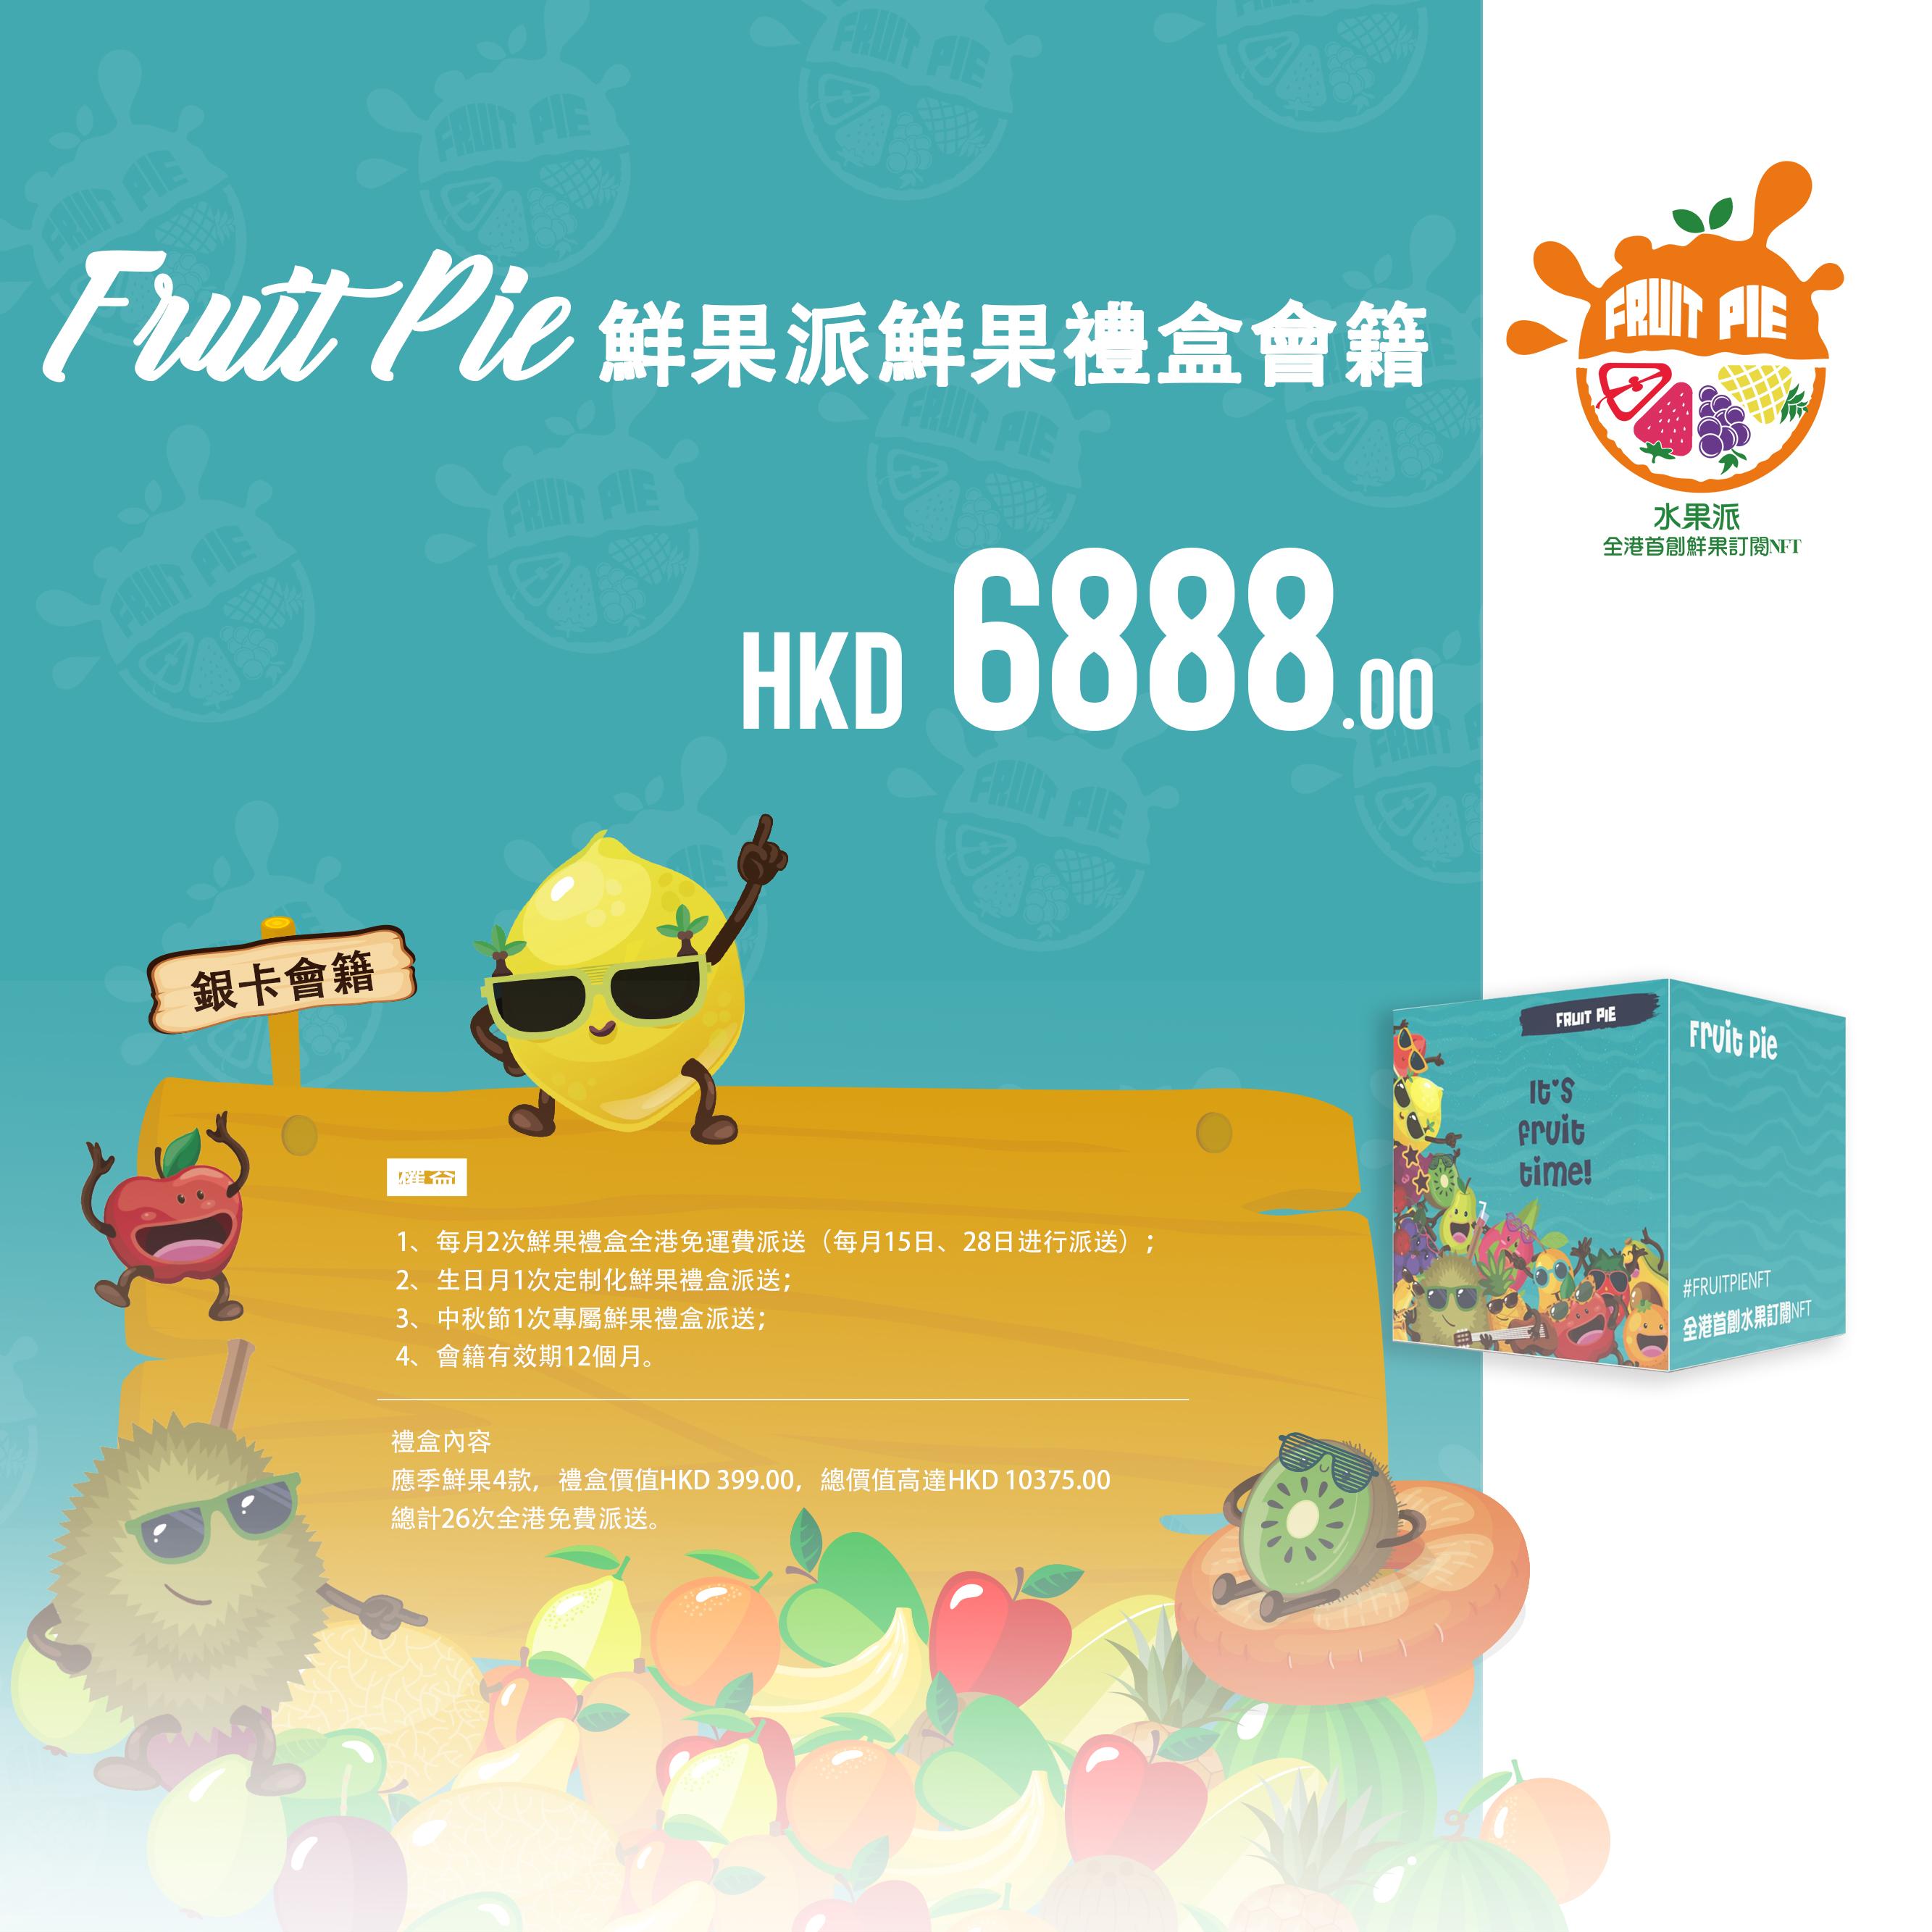 Fruit Pie 鮮果派鮮果禮盒會籍
FRUIT PIE
水果派
全港首創鮮果訂閱NFT
HKD 6888.00
銀卡會籍
權益
1、每月2次鮮果禮盒全港免運費派送（每月15日、28日进行派送）；
2、生日月1次定制化鮮果禮盒派送；
3、中秋節1次專屬鮮果禮盒派送；
4、會籍有效期12個月。
禮盒內容
應季鮮果4款，禮盒價值HKD 399.00，總價值高達HKD 10375.00
總計26次全港免費派送。
FRUIT PIE
It's
fruit
time!
Fruit Pie
#FRUITPIENFT
全港首創水果訂閱NFT